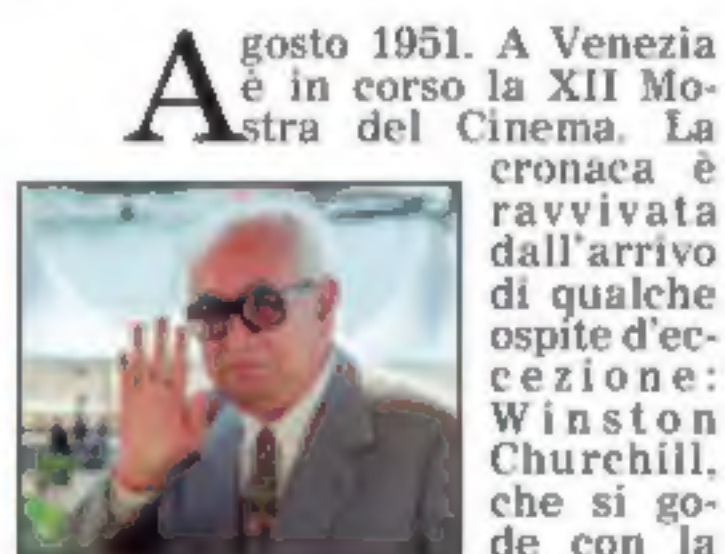 Agosto 1951. A Venezia
è in corso la XII Mo-
stra del Cinema. La
cronaca è
ravvivata
dall'arrivo
di qualche
ospite d'ec-
cezione:
Winston
Churchill,
che si go-
de con la